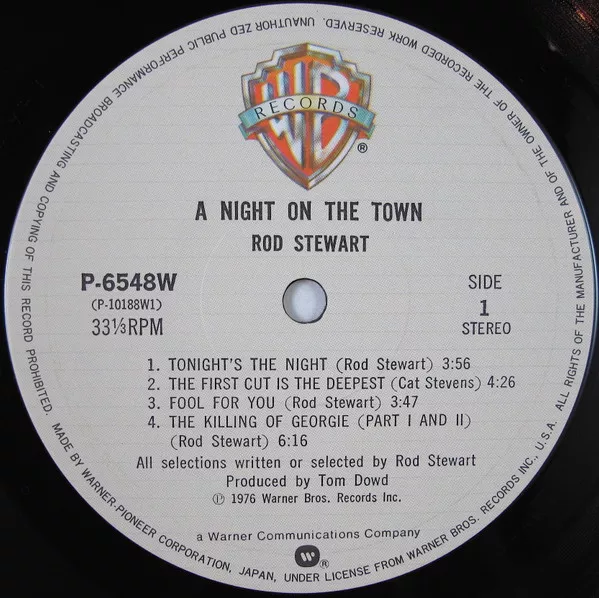 UNAUTHORIZED PUBLIC PERFORMANCE BROADCASTING AND COPYING OF THIS RECORD PROHIBITED. MADE BY WARNER-PIONEER CORPORATION, JAPAN, UNDER LICENSE FROM WARNER BROS. RECORDS INC., U.S.A. ALL RIGHTS OF THE MANUFACTURER AND OF THE OWNER OF THE RECORDED WORK RESERVED.
WB
RECORDS
®
A NIGHT ON THE TOWN
ROD STEWART
P-6548W
(P-10188W1)
33⅓RPM
SIDE
1
STEREO
1. TONIGHT'S THE NIGHT (Rod Stewart) 3:56
2. THE FIRST CUT IS THE DEEPEST (Cat Stevens) 4:26
3. FOOL FOR YOU (Rod Stewart) 3:47
4. THE KILLING OF GEORGIE (PART I AND II)
(Rod Stewart) 6:16
All selections written or selected by Rod Stewart
Produced by Tom Dowd
Ⓟ 1976 Warner Bros. Records Inc.
a Warner Communications Company
®